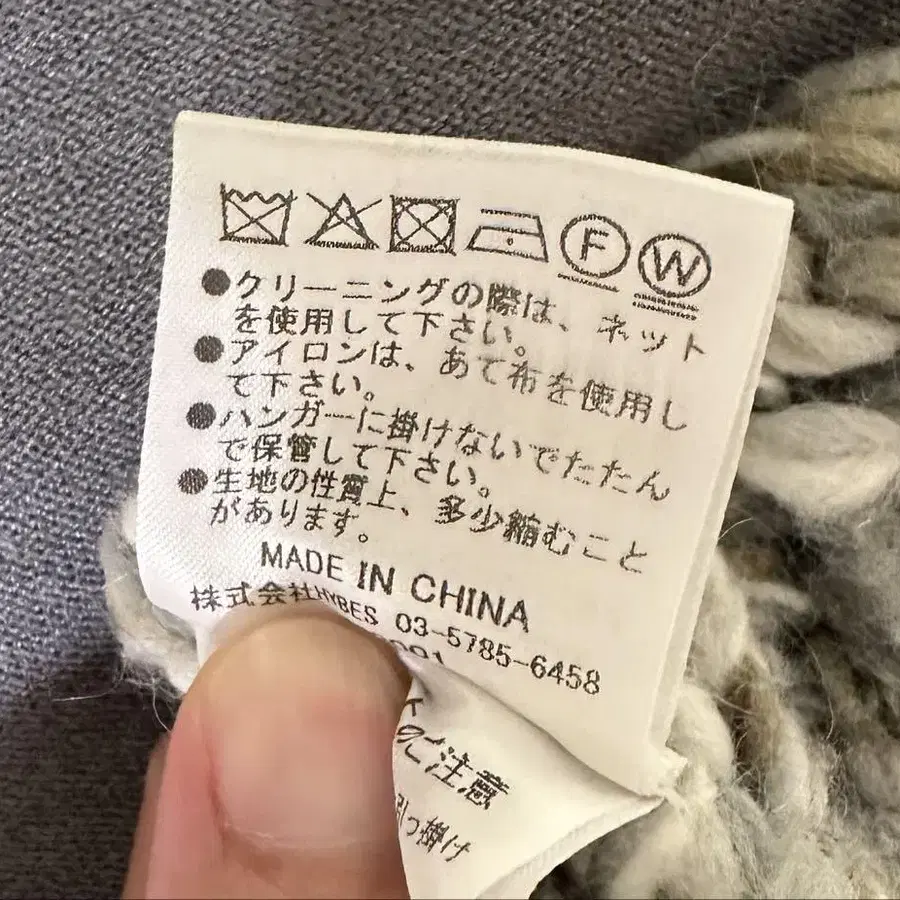 F W
●クリーニングの際は、ネット
を使用して下さい。
●アイロンは、あて布を使用し
て下さい。
●ハンガーに掛けないでたたん
で保管して下さい。
●生地の性質上、多少縮むこと
があります。
MADE IN CHINA
株式会社HYBES 03-5785-6458
のご注意
引っ掛け